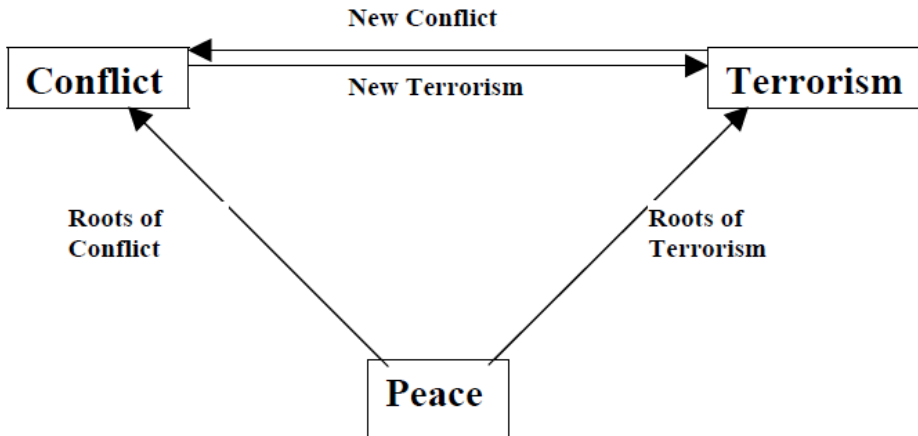 New Conflict
Conflict
Terrorism
New Terrorism
Roots of
Conflict
Roots of
Terrorism
Peace